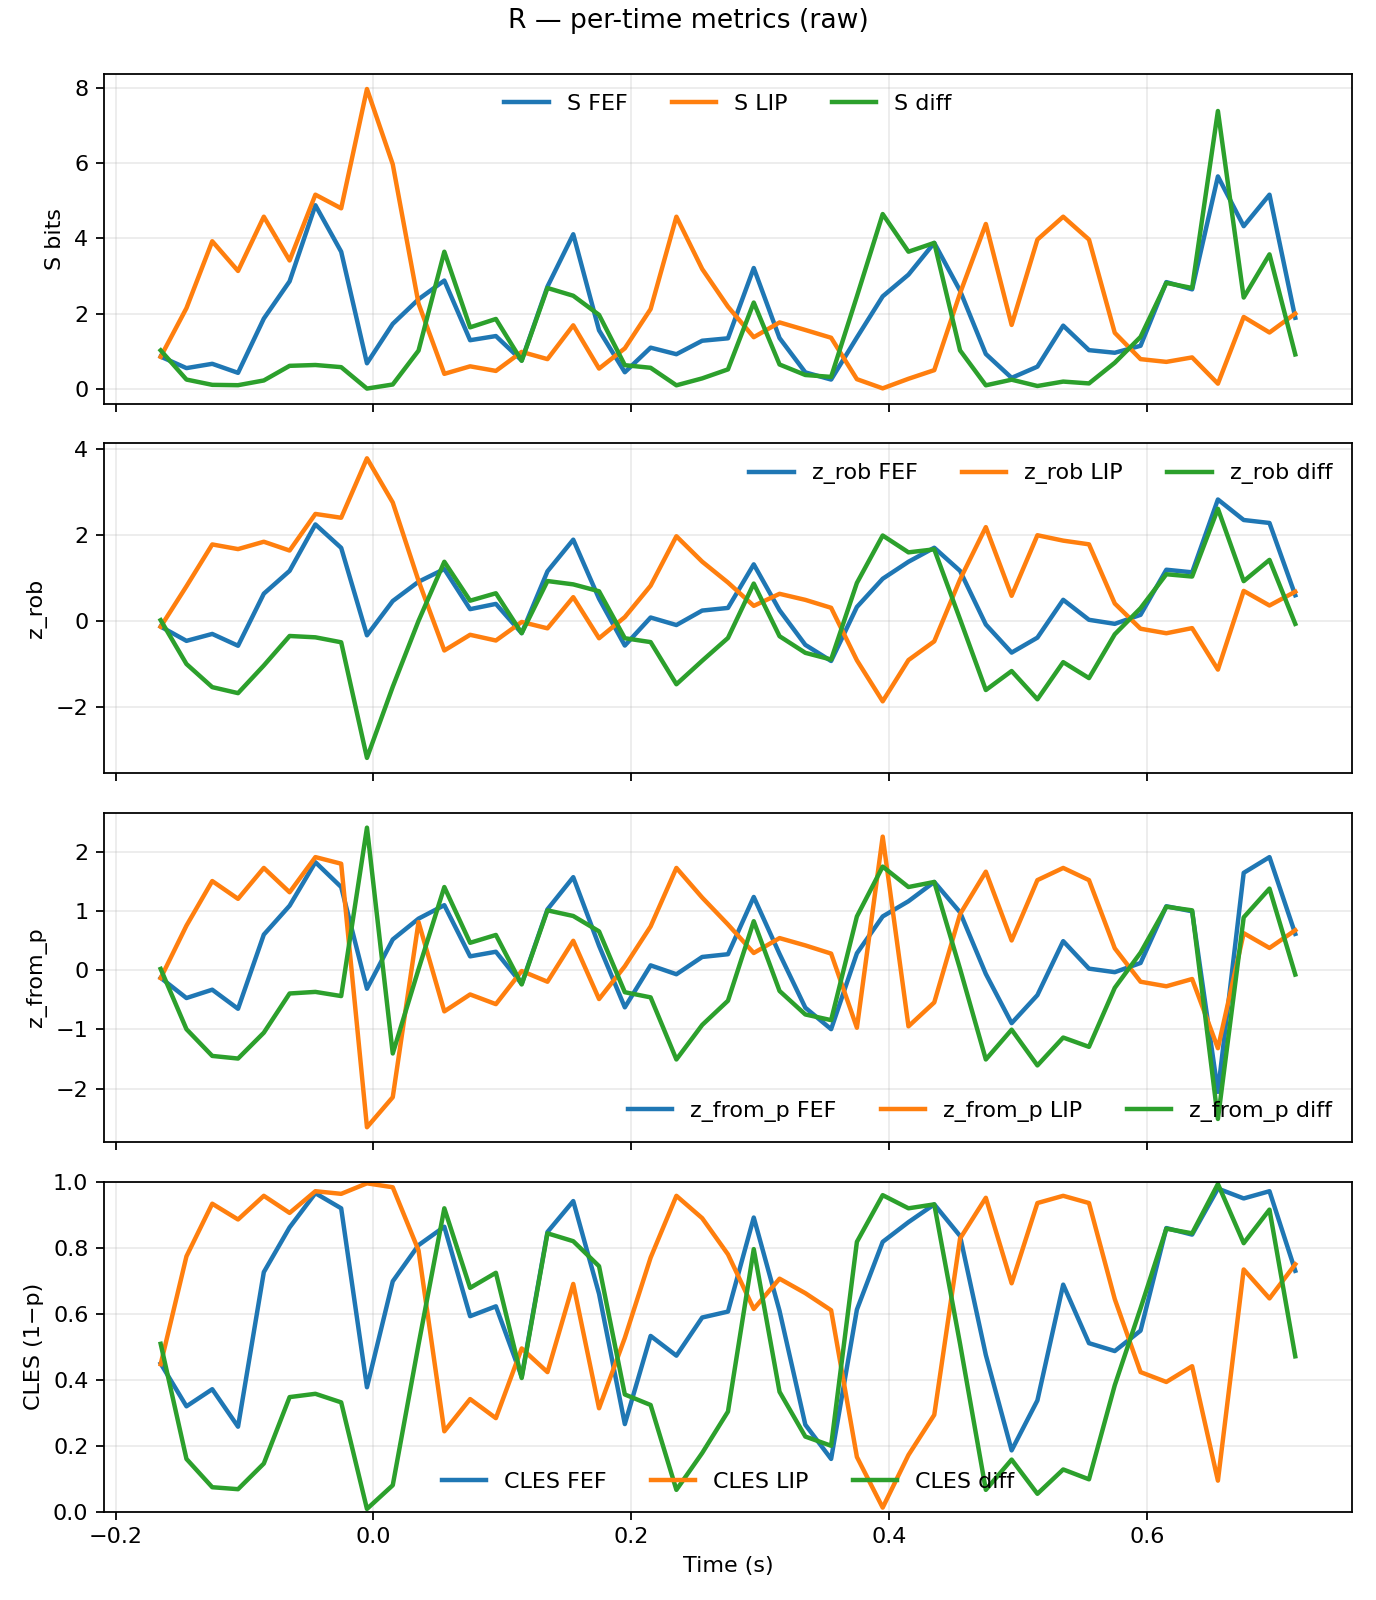 R — per-time metrics (raw)
S FEF S LIP S diff
8
6
4
2
0
S bits
z_rob FEF z_rob LIP z_rob diff
4
2
0
−2
z_rob
2
1
0
−1
−2
z_from_p
z_from_p FEF z_from_p LIP z_from_p diff
1.0
0.8
0.6
0.4
0.2
0.0
CLES (1−p)
CLES FEF CLES LIP CLES diff
−0.2 0.0 0.2 0.4 0.6
Time (s)